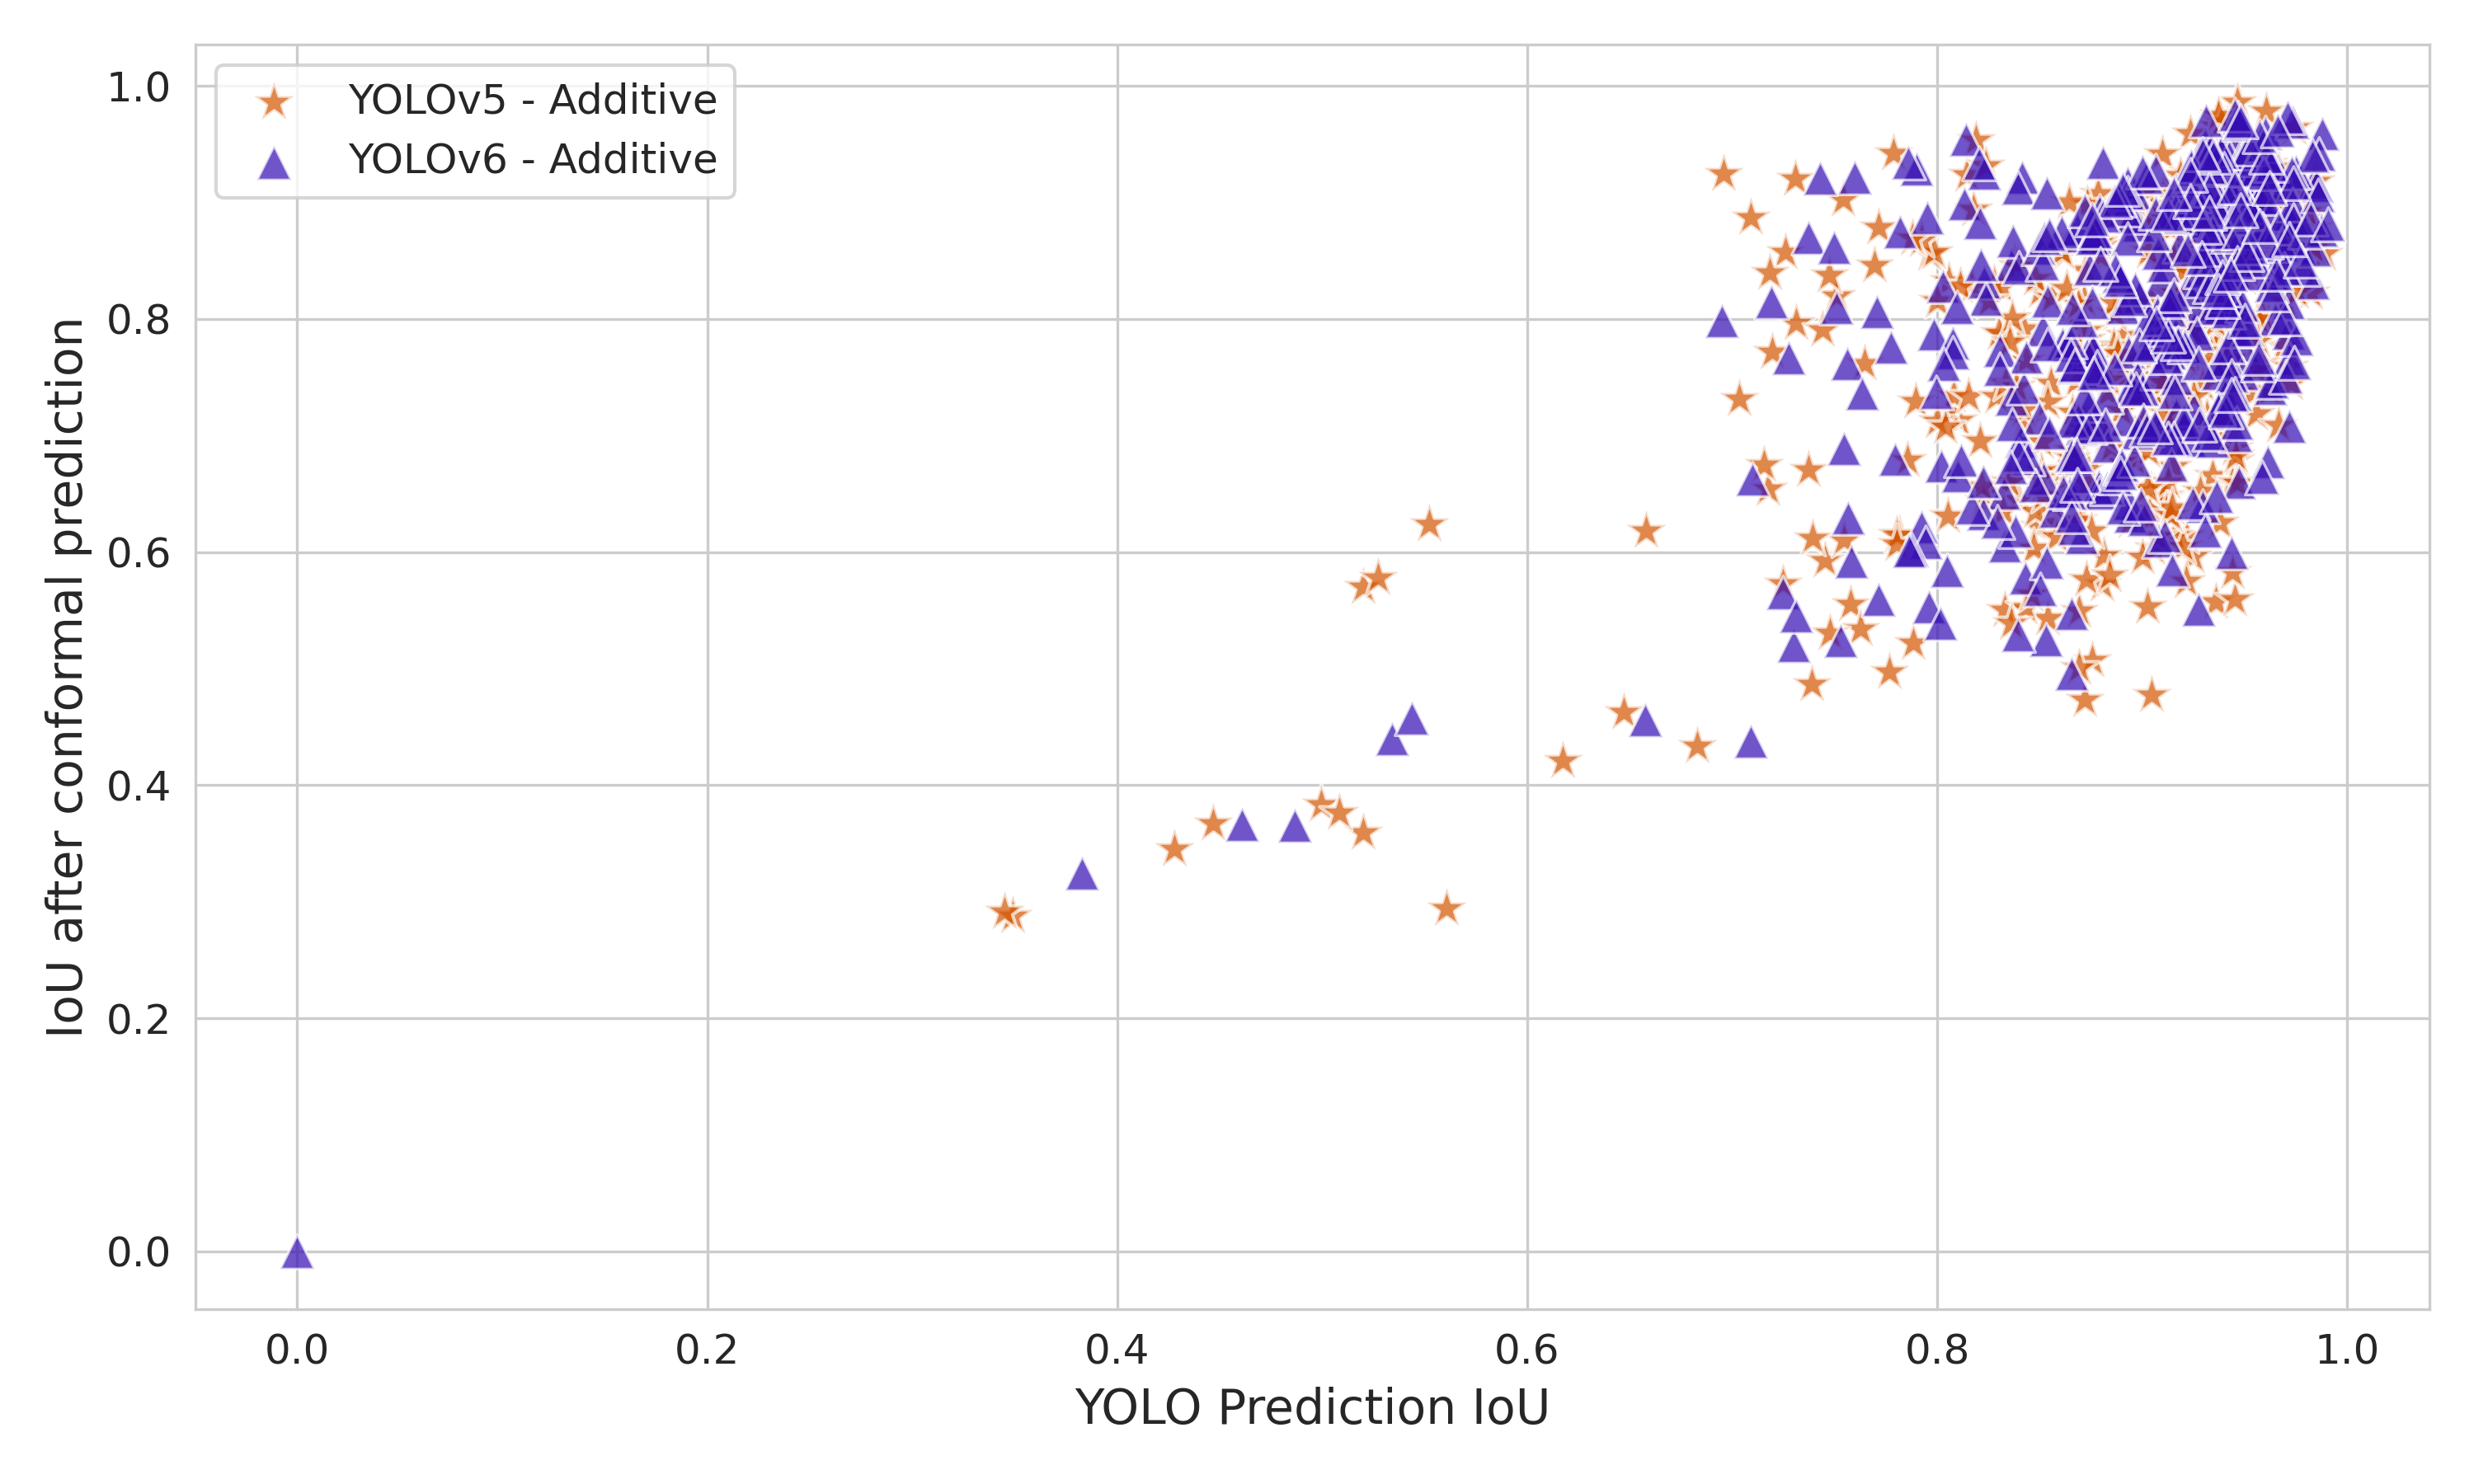 YOLOv5 - Additive
YOLOv6 - Additive
IoU after conformal prediction
1.0
0.8
0.6
0.4
0.2
0.0
0.0 0.2 0.4 0.6 0.8 1.0
YOLO Prediction IoU